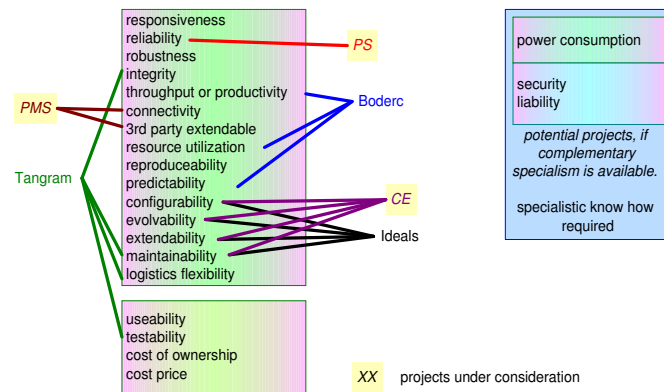 responsiveness
reliability
robustness
integrity
throughput or productivity
connectivity
3rd party extendable
resource utilization
reproduceability
predictability
configurability
evolvability
extendability
maintainability
logistics flexibility
useability
testability
cost of ownership
cost price
PMS
Tangram
PS
Boderc
CE
Ideals
XX projects under consideration
power consumption
security
liability
potential projects, if
complementary
specialism is available.
specialistic know how
required